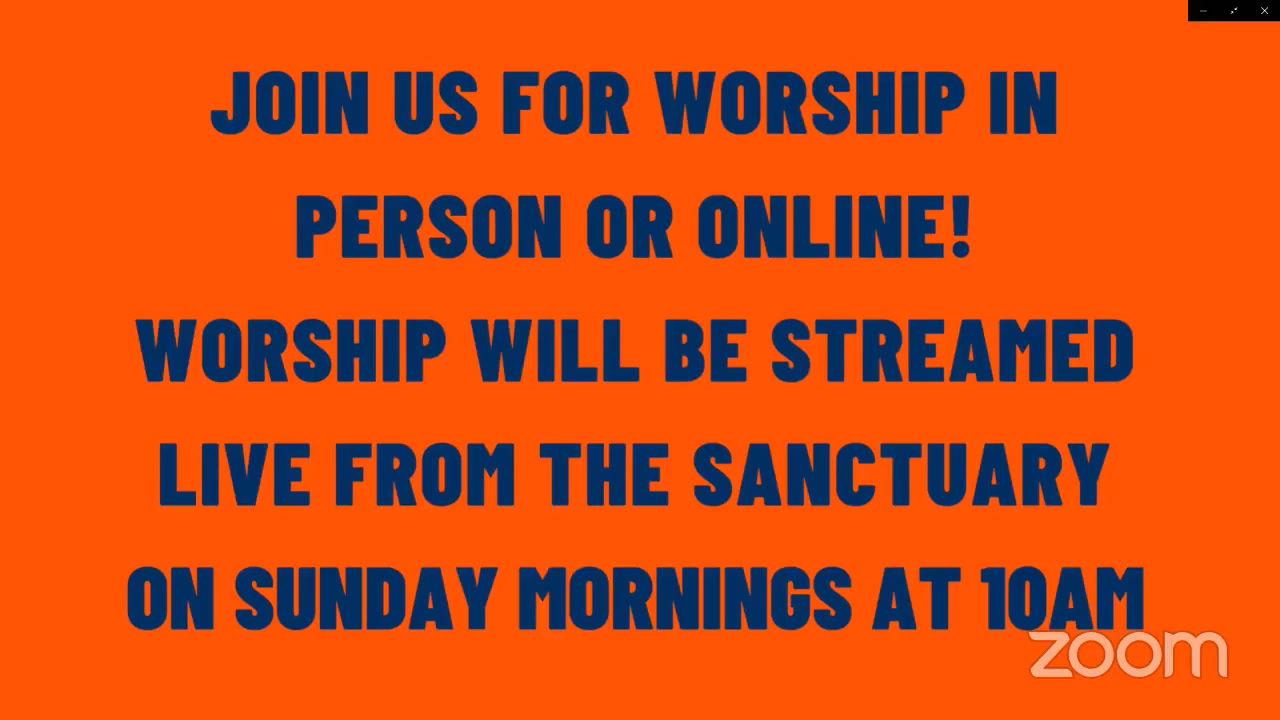 JOIN US FOR WORSHIP IN
PERSON OR ONLINE!
WORSHIP WILL BE STREAMED
LIVE FROM THE SANCTUARY
ON SUNDAY MORNINGS AT 10AM
zoom